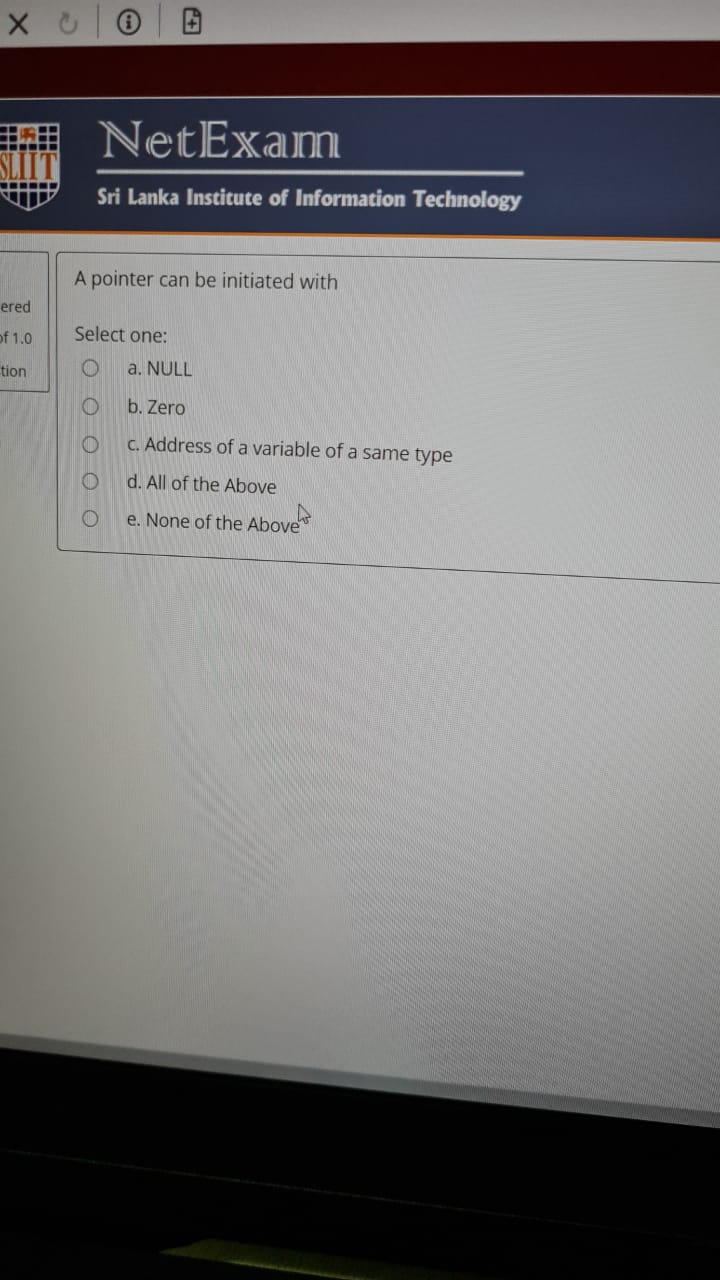 NetExam
SLIIT
Sri Lanka Institute of Information Technology
ered
of 1.0
tion
A pointer can be initiated with
Select one:
a. NULL
b. Zero
c. Address of a variable of a same type
d. All of the Above
e. None of the Above